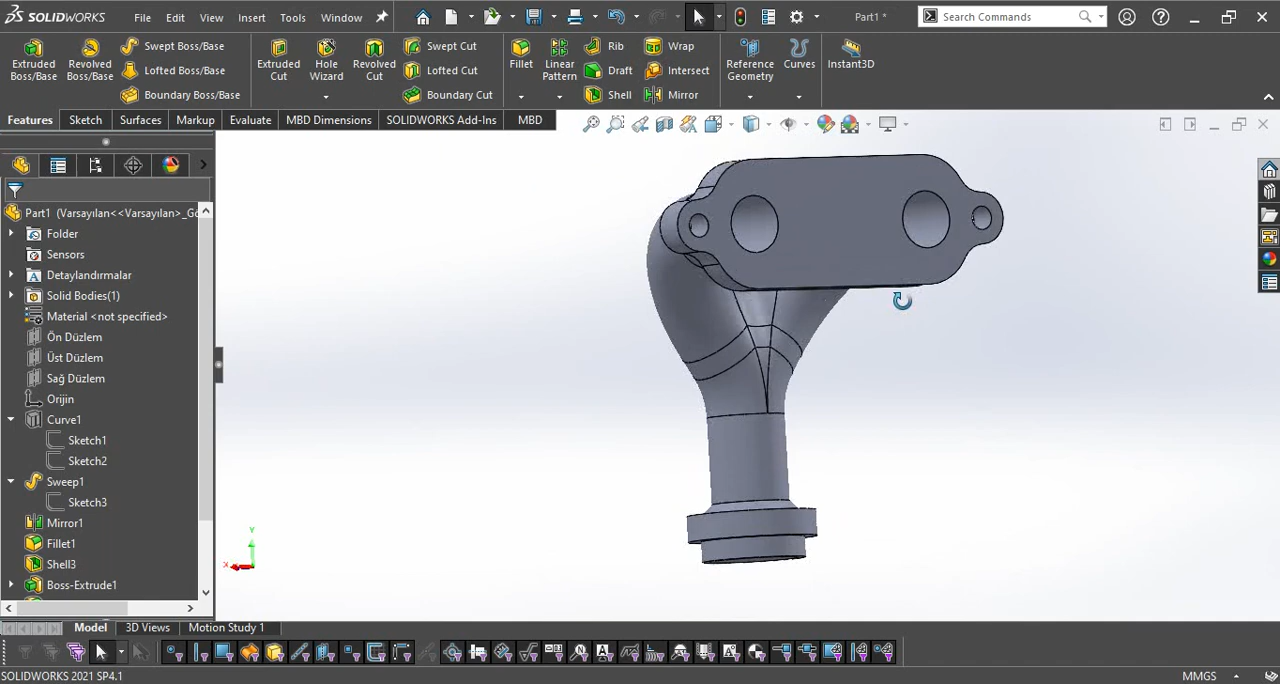 SOLIDWORKS File Edit View Insert Tools Window Part1 * Search Commands
Extruded Boss/Base Revolved Boss/Base Swept Boss/Base Lofted Boss/Base Boundary Boss/Base Extruded Cut Hole Wizard Revolved Cut Swept Cut Lofted Cut Boundary Cut Fillet Linear Pattern Rib Draft Shell Wrap Intersect Mirror Reference Geometry Curves Instant3D
Features Sketch Surfaces Markup Evaluate MBD Dimensions SOLIDWORKS Add-Ins MBD
Part1 (Varsayılan<<Varsayılan>_Gö
Folder
Sensors
Detaylandırmalar
Solid Bodies(1)
Material <not specified>
Ön Düzlem
Üst Düzlem
Sağ Düzlem
Orijin
Curve1
Sketch1
Sketch2
Sweep1
Sketch3
Mirror1
Fillet1
Shell3
Boss-Extrude1
Y
X
Model 3D Views Motion Study 1
SOLIDWORKS 2021 SP4.1 MMGS